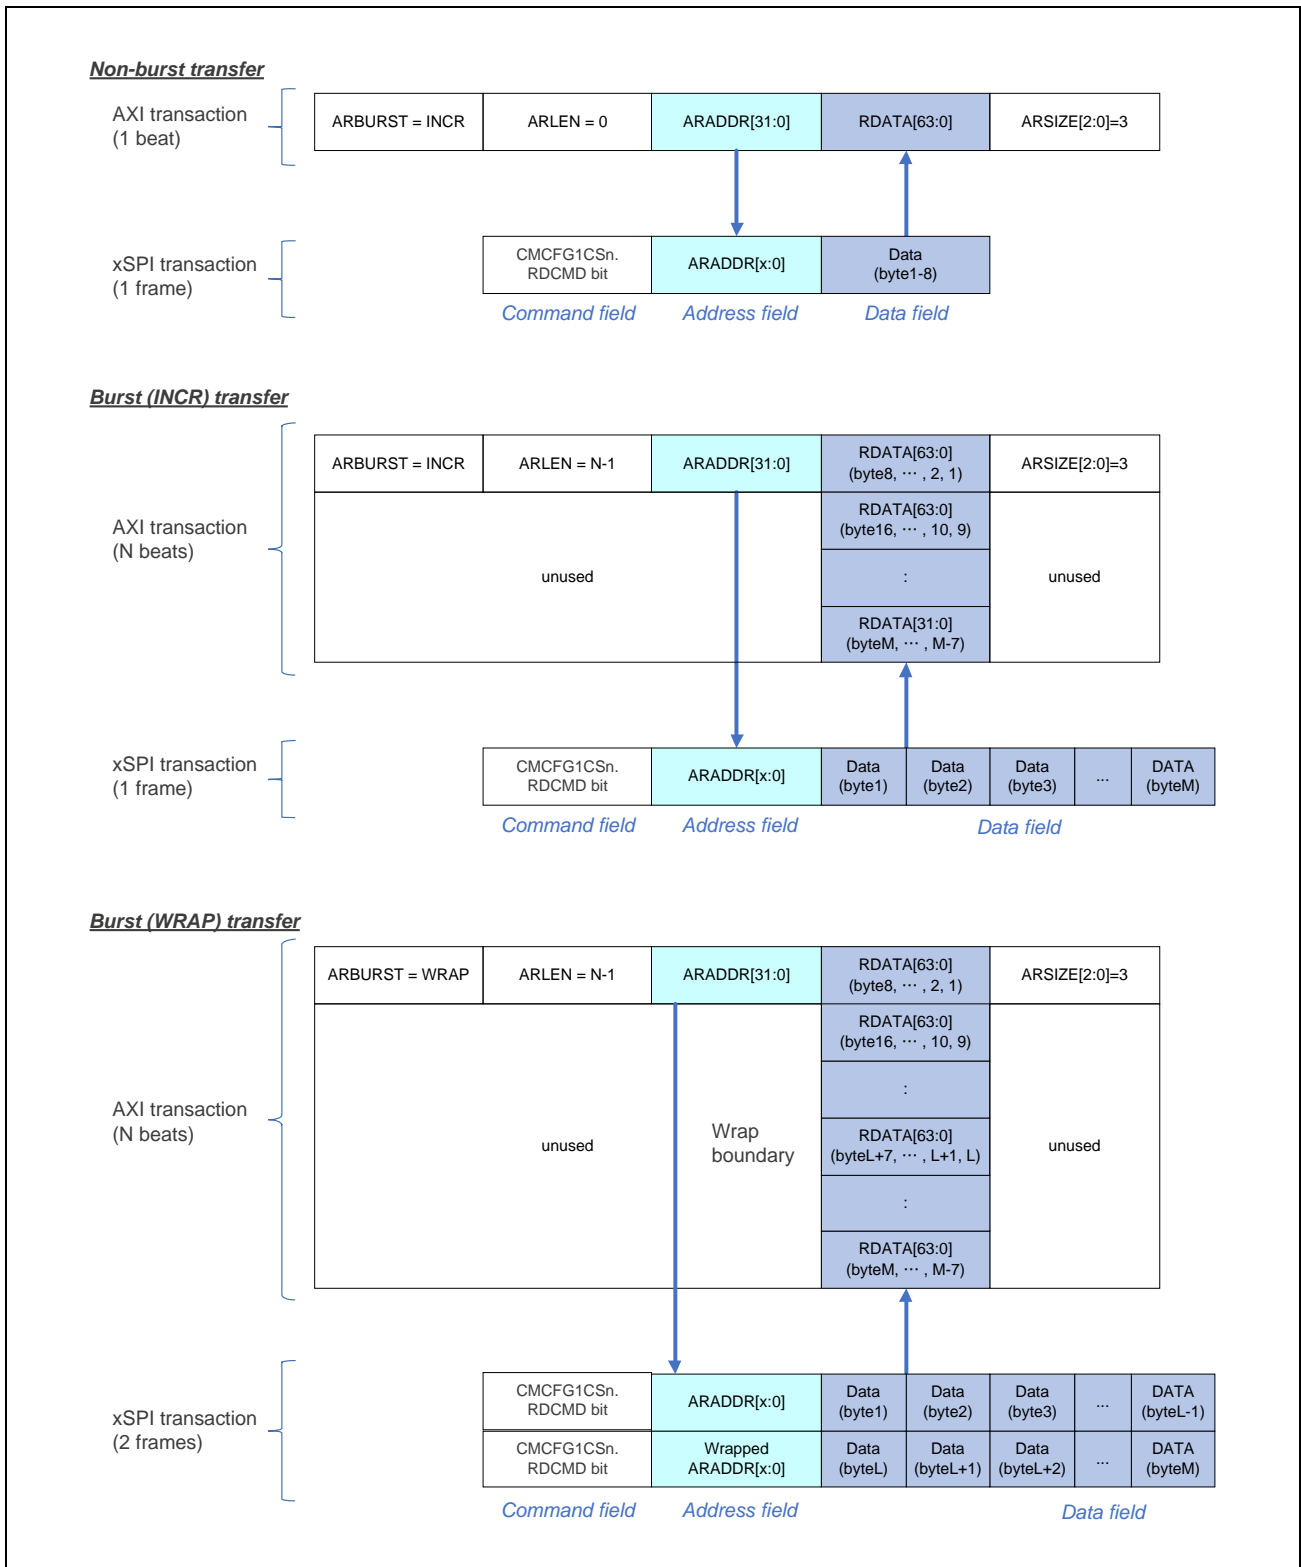 Non-burst transfer
AXI transaction
(1 beat)
ARBURST = INCR
ARLEN = 0
ARADDR[31:0]
RDATA[63:0]
ARSIZE[2:0]=3
xSPI transaction
(1 frame)
CMCFG1CSn.
RDCMD bit
ARADDR[x:0]
Data
(byte1-8)
Command field
Address field
Data field
Burst (INCR) transfer
AXI transaction
(N beats)
ARBURST = INCR
ARLEN = N-1
ARADDR[31:0]
RDATA[63:0]
(byte8, ··· , 2, 1)
ARSIZE[2:0]=3
unused
RDATA[63:0]
(byte16, ··· , 10, 9)
:
RDATA[31:0]
(byteM, ··· , M-7)
unused
xSPI transaction
(1 frame)
CMCFG1CSn.
RDCMD bit
ARADDR[x:0]
Data
(byte1)
Data
(byte2)
Data
(byte3)
...
DATA
(byteM)
Command field
Address field
Data field
Burst (WRAP) transfer
AXI transaction
(N beats)
ARBURST = WRAP
ARLEN = N-1
ARADDR[31:0]
RDATA[63:0]
(byte8, ··· , 2, 1)
ARSIZE[2:0]=3
unused
Wrap
boundary
RDATA[63:0]
(byte16, ··· , 10, 9)
:
RDATA[63:0]
(byteL+7, ··· , L+1, L)
:
RDATA[63:0]
(byteM, ··· , M-7)
unused
xSPI transaction
(2 frames)
CMCFG1CSn.
RDCMD bit
ARADDR[x:0]
Data
(byte1)
Data
(byte2)
Data
(byte3)
...
DATA
(byteL-1)
CMCFG1CSn.
RDCMD bit
Wrapped
ARADDR[x:0]
Data
(byteL)
Data
(byteL+1)
Data
(byteL+2)
...
DATA
(byteM)
Command field
Address field
Data field